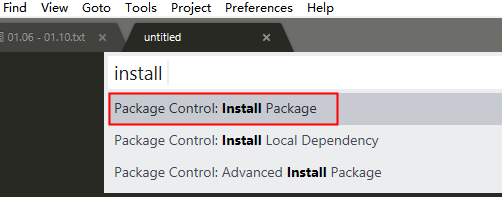 Find View Goto Tools Project Preferences Help
01.06 - 01.10.txt × untitled ×
install
Package Control: Install Package
Package Control: Install Local Dependency
Package Control: Advanced Install Package